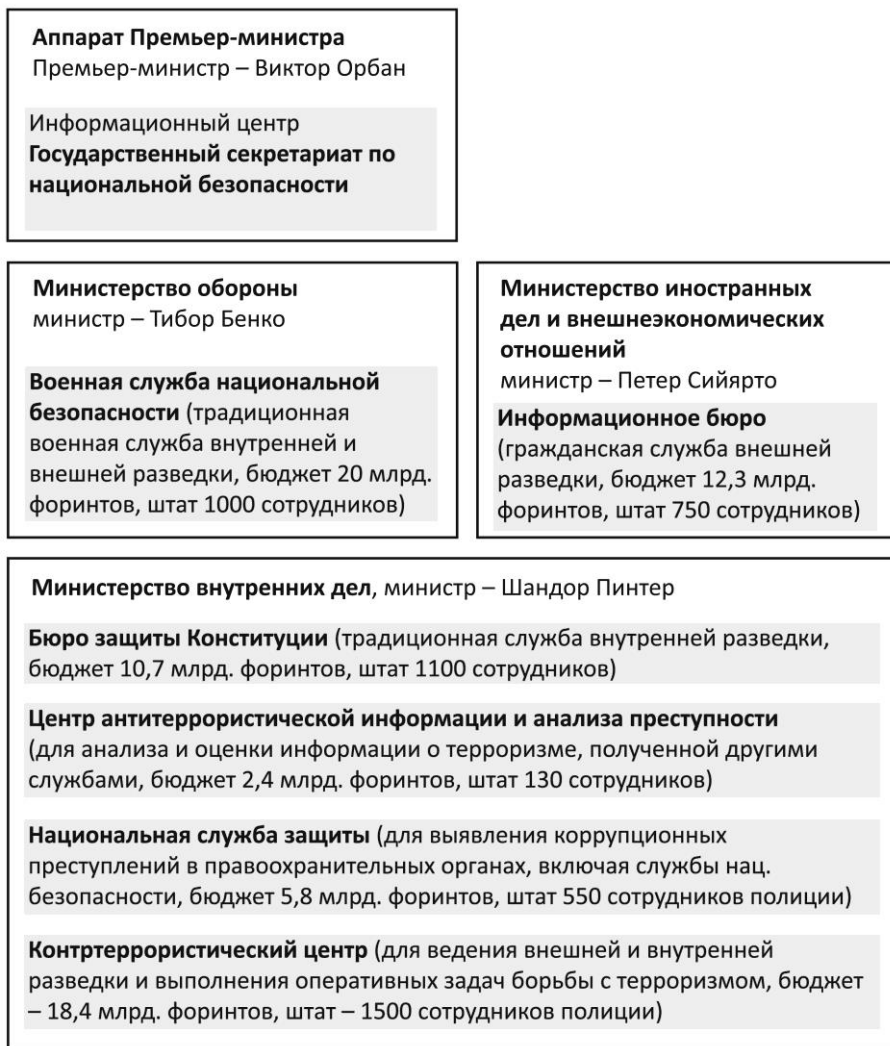 Аппарат Премьер-министра
Премьер-министр – Виктор Орбан
Информационный центр
Государственный секретариат по
национальной безопасности
Министерство обороны
министр – Тибор Бенко
Военная служба национальной
безопасности (традиционная
военная служба внутренней и
внешней разведки, бюджет 20 млрд.
форинтов, штат 1000 сотрудников)
Министерство иностранных
дел и внешнеэкономических
отношений
министр – Петер Сийярто
Информационное бюро
(гражданская служба внешней
разведки, бюджет 12,3 млрд.
форинтов, штат 750 сотрудников)
Министерство внутренних дел, министр – Шандор Пинтер
Бюро защиты Конституции (традиционная служба внутренней разведки,
бюджет 10,7 млрд. форинтов, штат 1100 сотрудников)
Центр антитеррористической информации и анализа преступности
(для анализа и оценки информации о терроризме, полученной другими
службами, бюджет 2,4 млрд. форинтов, штат 130 сотрудников)
Национальная служба защиты (для выявления коррупционных
преступлений в правоохранительных органах, включая службы нац.
безопасности, бюджет 5,8 млрд. форинтов, штат 550 сотрудников полиции)
Контртеррористический центр (для ведения внешней и внутренней
разведки и выполнения оперативных задач борьбы с терроризмом, бюджет
– 18,4 млрд. форинтов, штат – 1500 сотрудников полиции)